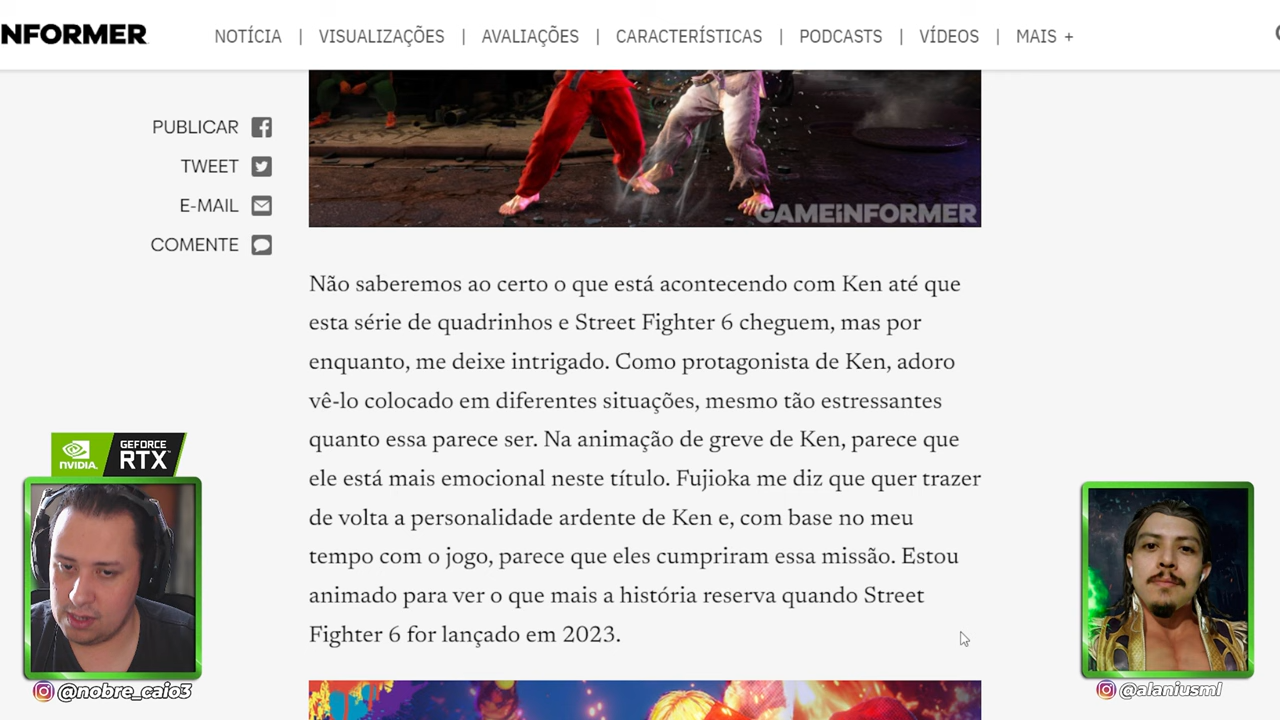 NFORMER
NOTÍCIA | VISUALIZAÇÕES | AVALIAÇÕES | CARACTERÍSTICAS | PODCASTS | VÍDEOS | MAIS +
PUBLICAR
TWEET
E-MAIL
COMENTE
GAMEINFORMER
Não saberemos ao certo o que está acontecendo com Ken até que
esta série de quadrinhos e Street Fighter 6 cheguem, mas por
enquanto, me deixe intrigado. Como protagonista de Ken, adoro
vê-lo colocado em diferentes situações, mesmo tão estressantes
quanto essa parece ser. Na animação de greve de Ken, parece que
ele está mais emocional neste título. Fujioka me diz que quer trazer
de volta a personalidade ardente de Ken e, com base no meu
tempo com o jogo, parece que eles cumpriram essa missão. Estou
animado para ver o que mais a história reserva quando Street
Fighter 6 for lançado em 2023.
NVIDIA.
GEFORCE
RTX
@nobre_caio3
@alaniusml